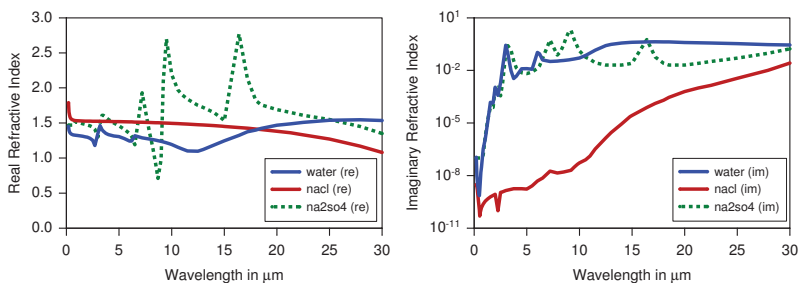 Real Refractive Index
3.0
2.5
2.0
1.5
1.0
0.5
0.0
0
5
10
15
20
25
30
Wavelength in μm
water (re)
nacl (re)
na2so4 (re)
Imaginary Refractive Index
10^1
10^-2
10^-5
10^-8
10^-11
0
5
10
15
20
25
30
Wavelength in μm
water (im)
nacl (im)
na2so4 (im)